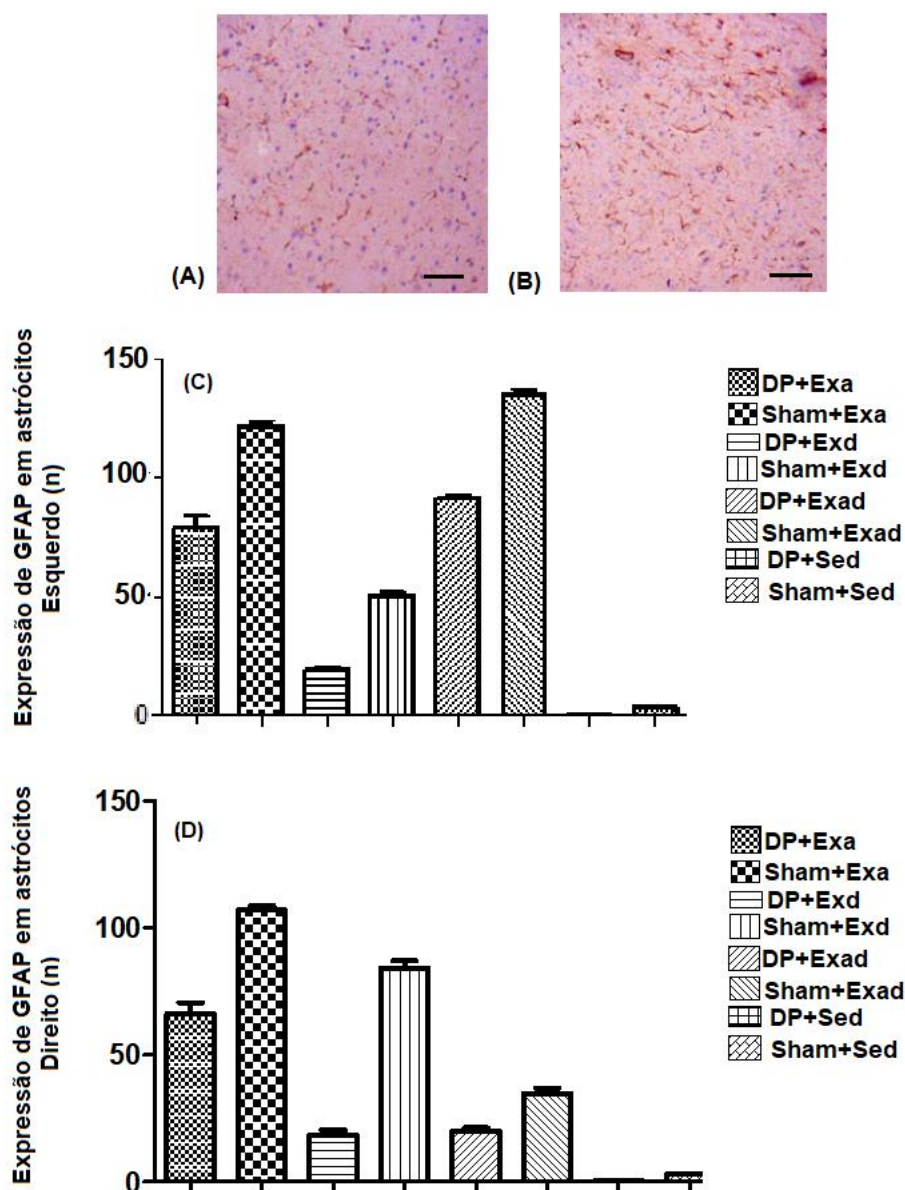 (A)
(B)
Expressão de GFAP em astrócitos
Esquerdo (n)
150
100
50
0
(C)
DP+Exa
Sham+Exa
DP+Exd
Sham+Exd
DP+Exad
Sham+Exad
DP+Sed
Sham+Sed
Expressão de GFAP em astrócitos
Direito (n)
150
100
50
0
(D)
DP+Exa
Sham+Exa
DP+Exd
Sham+Exd
DP+Exad
Sham+Exad
DP+Sed
Sham+Sed